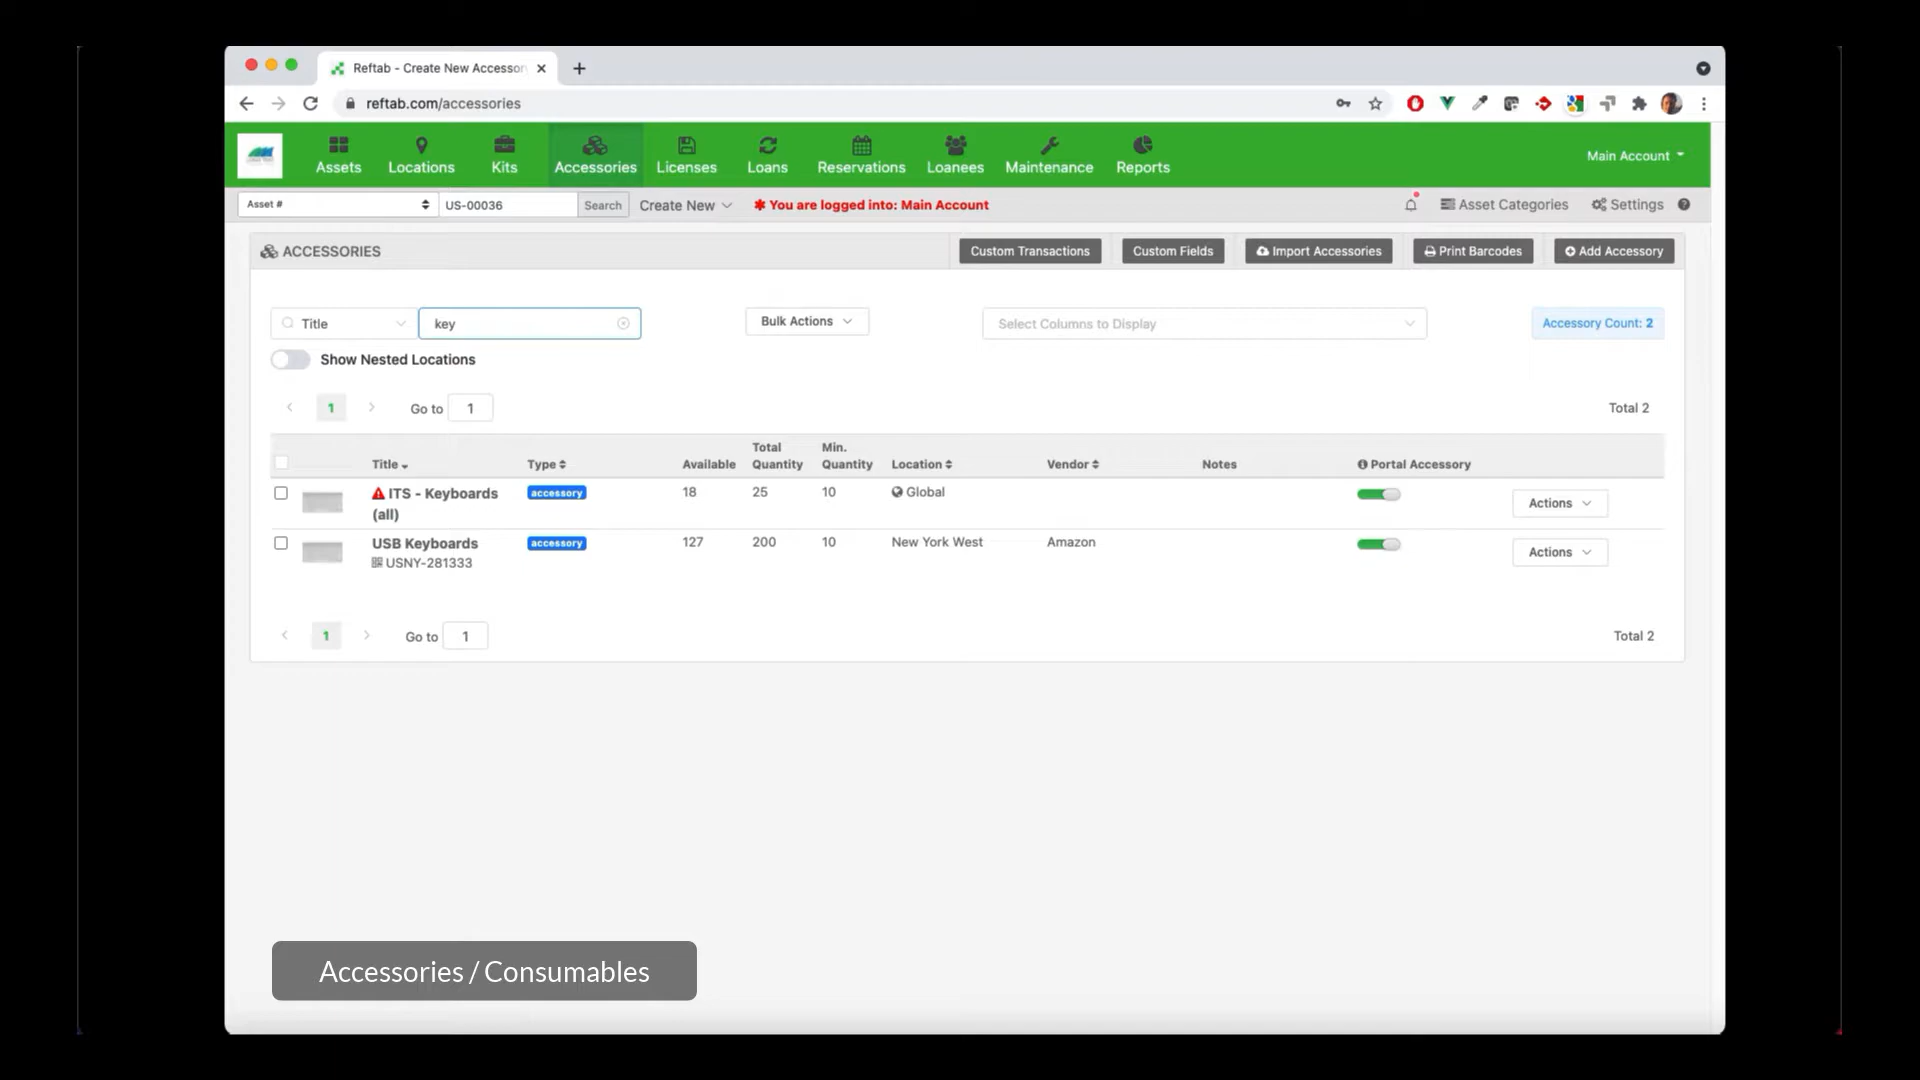 Reftab - Create New Accessor
reftab.com/accessories
Assets
Locations
Kits
Accessories
Licenses
Loans
Reservations
Loanees
Maintenance
Reports
Main Account
Asset #
US-00036
Search
Create New
✱ You are logged into: Main Account
Asset Categories
Settings
ACCESSORIES
Custom Transactions
Custom Fields
Import Accessories
Print Barcodes
Add Accessory
Title
key
Bulk Actions
Select Columns to Display
Accessory Count: 2
Show Nested Locations
1
Go to
1
Total 2
Title
Type
Available
Total
Quantity
Min.
Quantity
Location
Vendor
Notes
Portal Accessory
ITS - Keyboards
(all)
accessory
18
25
10
Global
Actions
USB Keyboards
USNY-281333
accessory
127
200
10
New York West
Amazon
Actions
1
Go to
1
Total 2
Accessories / Consumables